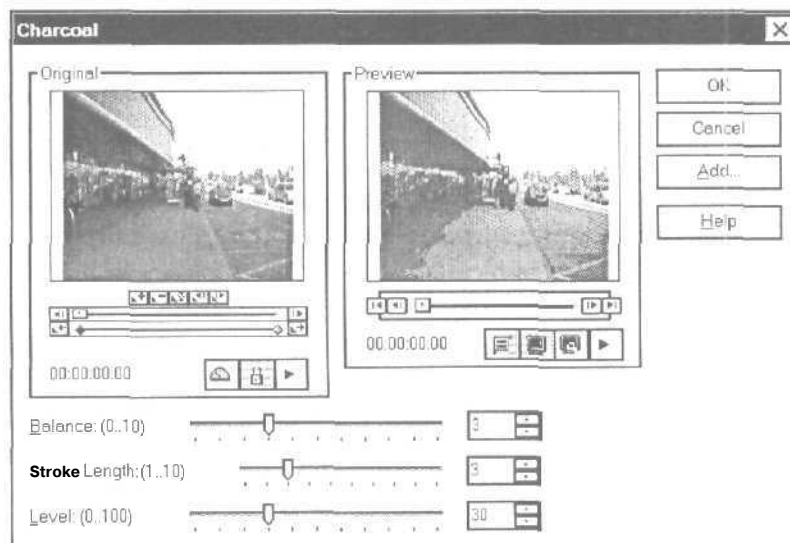 Charcoal
Original
Preview
OK
Cancel
Add...
Help
00:00:00.00
00:00:00.00
Balance: (0..10)
3
Stroke Length: (1..10)
3
Level: (0..100)
30